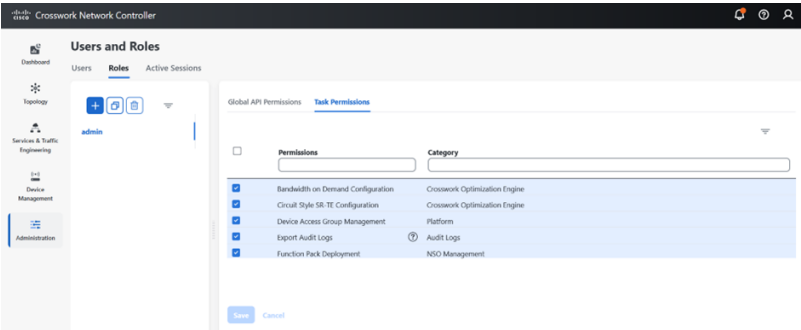 cisco Crosswork Network Controller
Users and Roles
Users Roles Active Sessions
Dashboard
Topology
Services & Traffic
Engineering
Device
Management
Administration
admin
Global API Permissions Task Permissions
Permissions Category
Bandwidth on Demand Configuration Crosswork Optimization Engine
Circuit Style SR-TE Configuration Crosswork Optimization Engine
Device Access Group Management Platform
Export Audit Logs ? Audit Logs
Function Pack Deployment NSO Management
Save Cancel